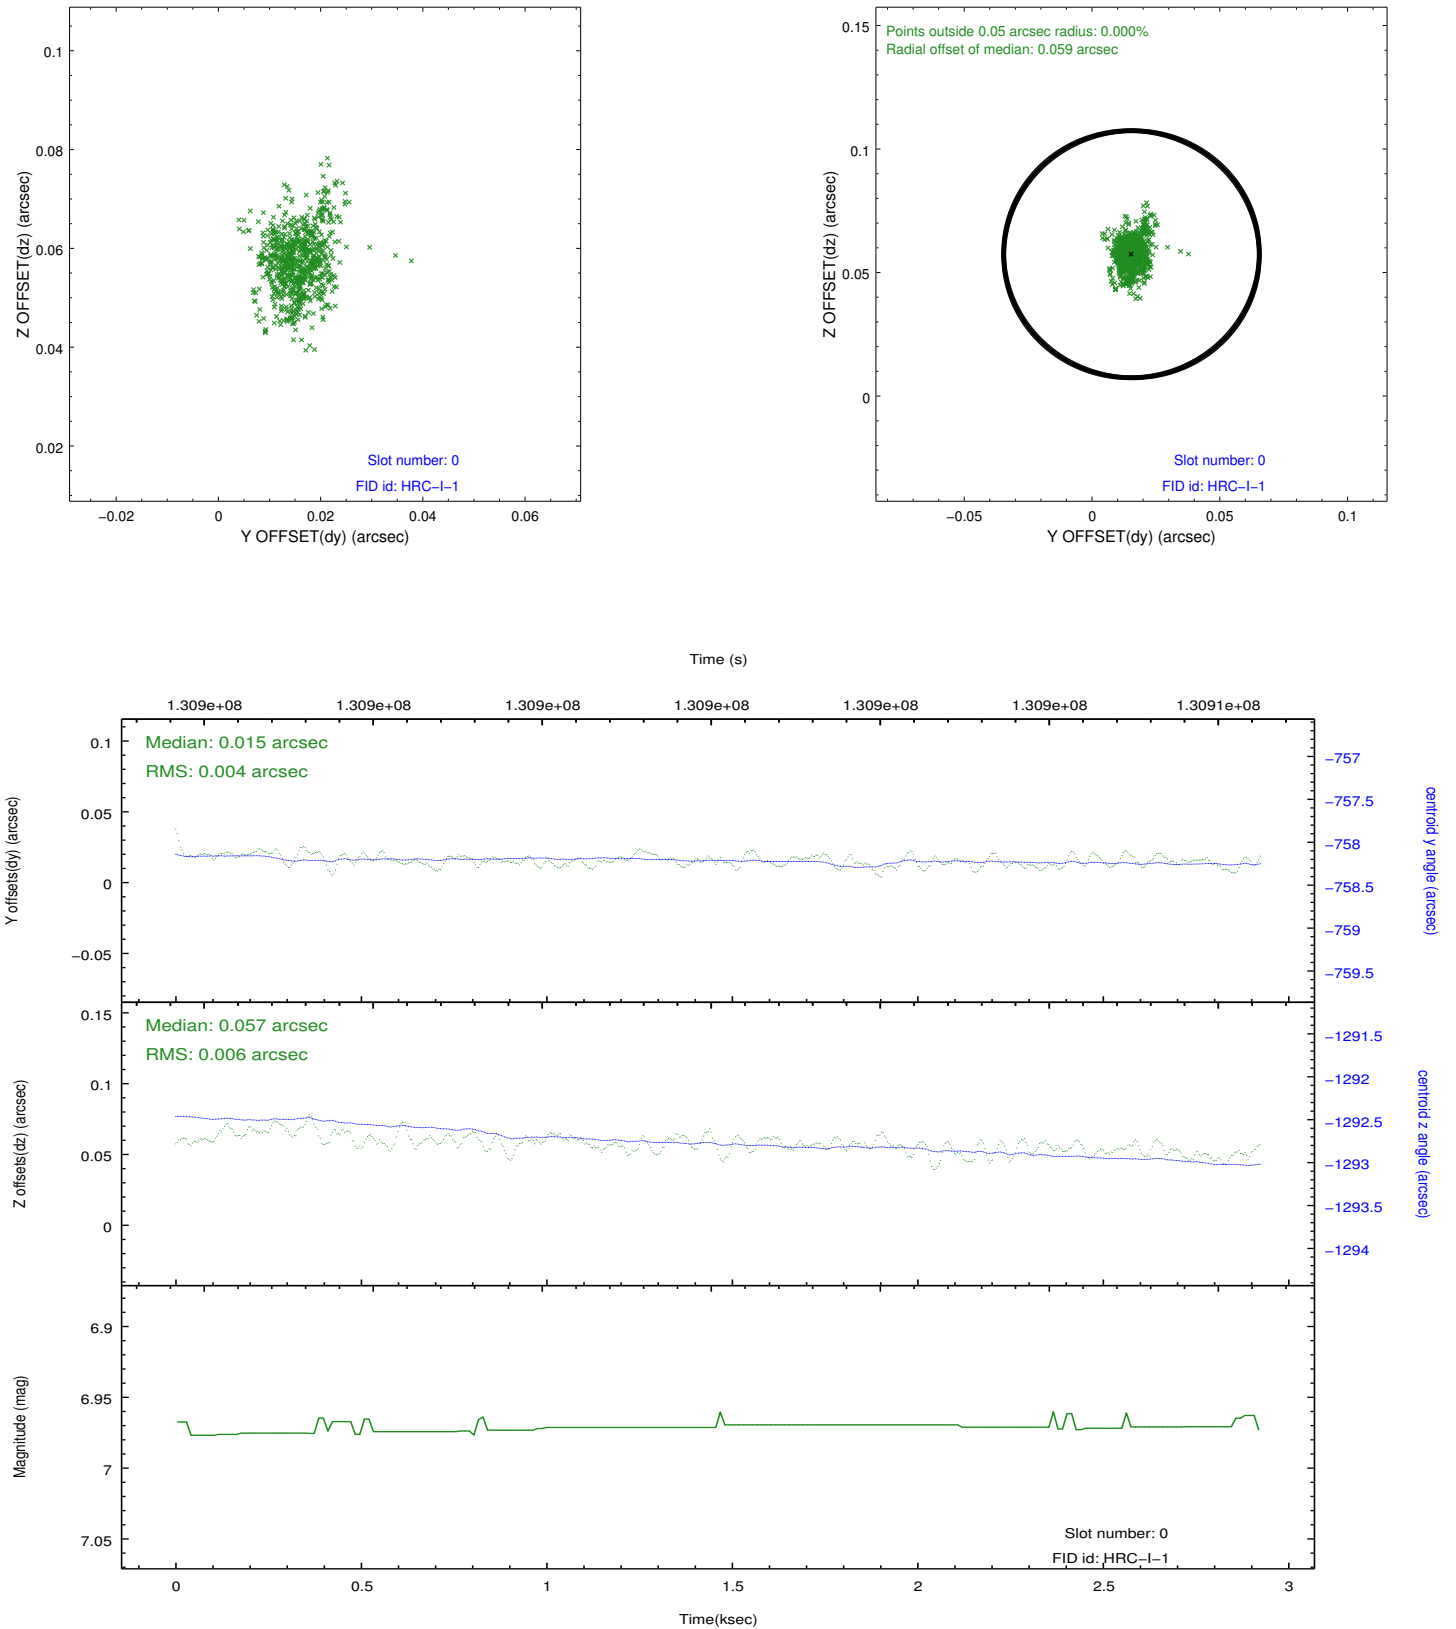 0.1
0.08
0.06
0.04
0.02
Z OFFSET(dz) (arcsec)
Slot number: 0
FID id: HRC−I−1
−0.02 0 0.02 0.04 0.06
Y OFFSET(dy) (arcsec)
Points outside 0.05 arcsec radius: 0.000%
Radial offset of median: 0.059 arcsec
0.15
0.1
0.05
0
Z OFFSET(dz) (arcsec)
Slot number: 0
FID id: HRC−I−1
−0.05 0 0.05 0.1
Y OFFSET(dy) (arcsec)
Time (s)
1.309e+08 1.309e+08 1.309e+08 1.309e+08 1.309e+08 1.309e+08 1.3091e+08
Median: 0.015 arcsec
RMS: 0.004 arcsec
0.1
0.05
0
−0.05
Y offsets(dy) (arcsec)
−757
−757.5
−758
−758.5
−759
−759.5
centroid y angle (arcsec)
Median: 0.057 arcsec
RMS: 0.006 arcsec
0.15
0.1
0.05
0
Z offsets(dz) (arcsec)
−1291.5
−1292
−1292.5
−1293
−1293.5
−1294
centroid z angle (arcsec)
6.9
6.95
7
7.05
Magnitude (mag)
Slot number: 0
FID id: HRC−I−1
0 0.5 1 1.5 2 2.5 3
Time(ksec)